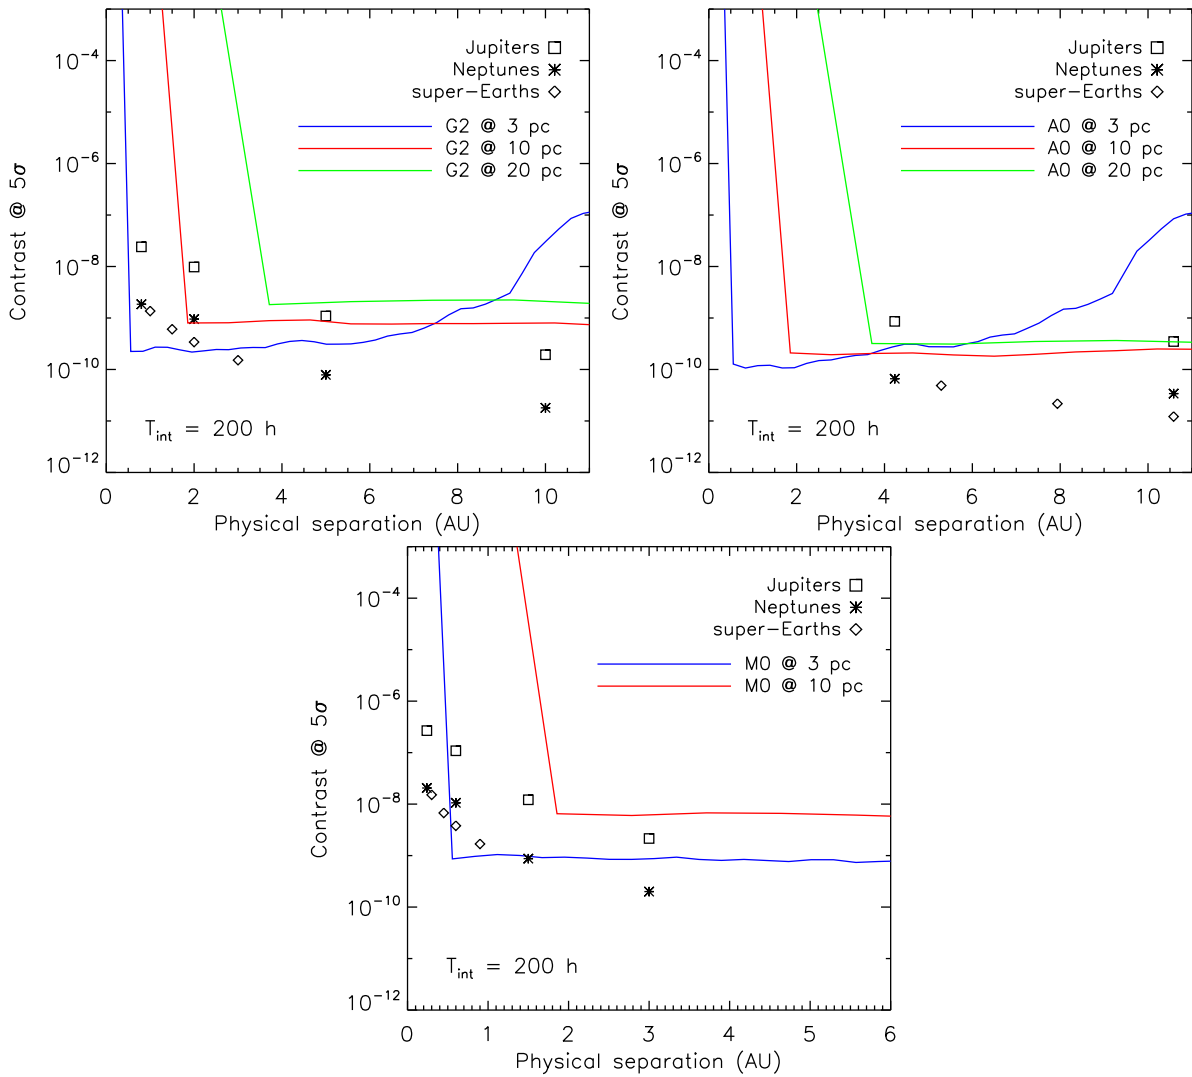 Contrast @ 5σ
10⁻⁴
10⁻⁶
10⁻⁸
10⁻¹⁰
10⁻¹²
Jupiters
Neptunes
super-Earths
G2 @ 3 pc
G2 @ 10 pc
G2 @ 20 pc
T_int = 200 h
0 2 4 6 8 10
Physical separation (AU)
Contrast @ 5σ
10⁻⁴
10⁻⁶
10⁻⁸
10⁻¹⁰
10⁻¹²
Jupiters
Neptunes
super-Earths
A0 @ 3 pc
A0 @ 10 pc
A0 @ 20 pc
T_int = 200 h
0 2 4 6 8 10
Physical separation (AU)
Contrast @ 5σ
10⁻⁴
10⁻⁶
10⁻⁸
10⁻¹⁰
10⁻¹²
Jupiters
Neptunes
super-Earths
M0 @ 3 pc
M0 @ 10 pc
T_int = 200 h
0 1 2 3 4 5 6
Physical separation (AU)